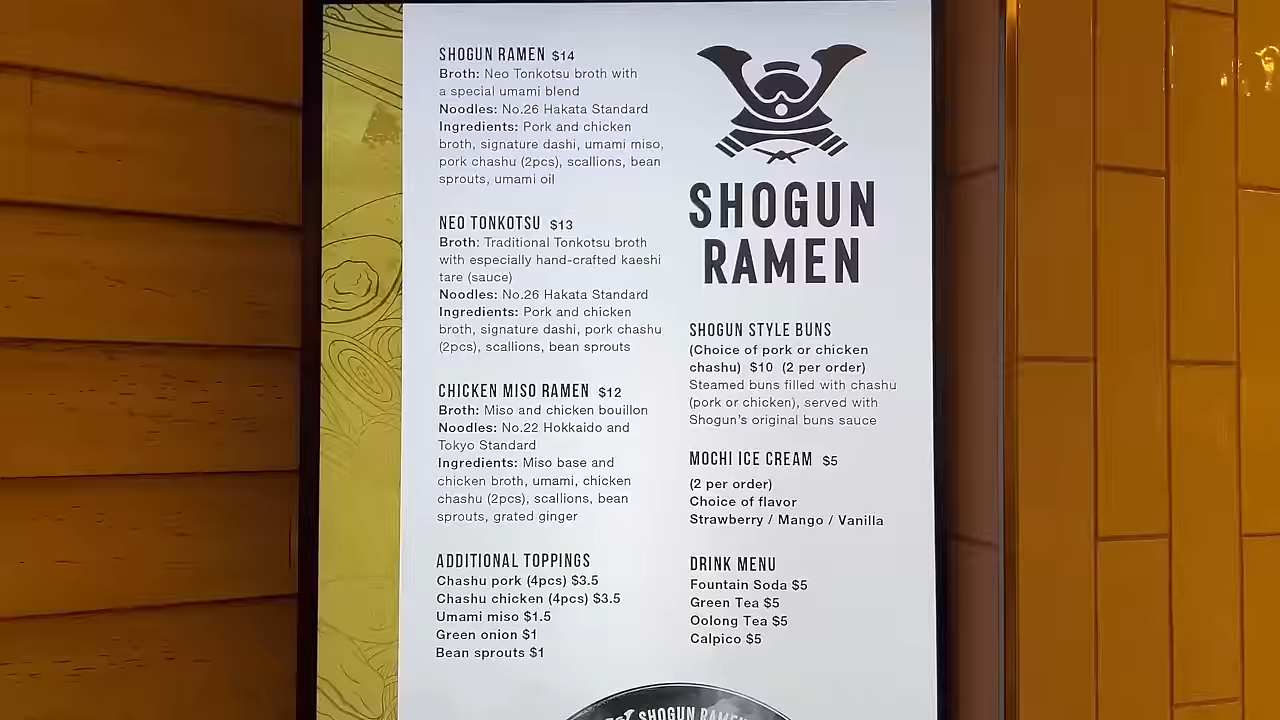 SHOGUN RAMEN $14
Broth: Neo Tonkotsu broth with
a special umami blend
Noodles: No.26 Hakata Standard
Ingredients: Pork and chicken
broth, signature dashi, umami miso,
pork chashu (2pcs), scallions, bean
sprouts, umami oil
NEO TONKOTSU $13
Broth: Traditional Tonkotsu broth
with especially hand-crafted kaeshi
tare (sauce)
Noodles: No.26 Hakata Standard
Ingredients: Pork and chicken
broth, signature dashi, pork chashu
(2pcs), scallions, bean sprouts
CHICKEN MISO RAMEN $12
Broth: Miso and chicken bouillon
Noodles: No.22 Hokkaido and
Tokyo Standard
Ingredients: Miso base and
chicken broth, umami, chicken
chashu (2pcs), scallions, bean
sprouts, grated ginger
ADDITIONAL TOPPINGS
Chashu pork (4pcs) $3.5
Chashu chicken (4pcs) $3.5
Umami miso $1.5
Green onion $1
Bean sprouts $1
SHOGUN
RAMEN
SHOGUN STYLE BUNS
(Choice of pork or chicken
chashu) $10 (2 per order)
Steamed buns filled with chashu
(pork or chicken), served with
Shogun's original buns sauce
MOCHI ICE CREAM $5
(2 per order)
Choice of flavor
Strawberry / Mango / Vanilla
DRINK MENU
Fountain Soda $5
Green Tea $5
Oolong Tea $5
Calpico $5
SHOGUN RAMEN